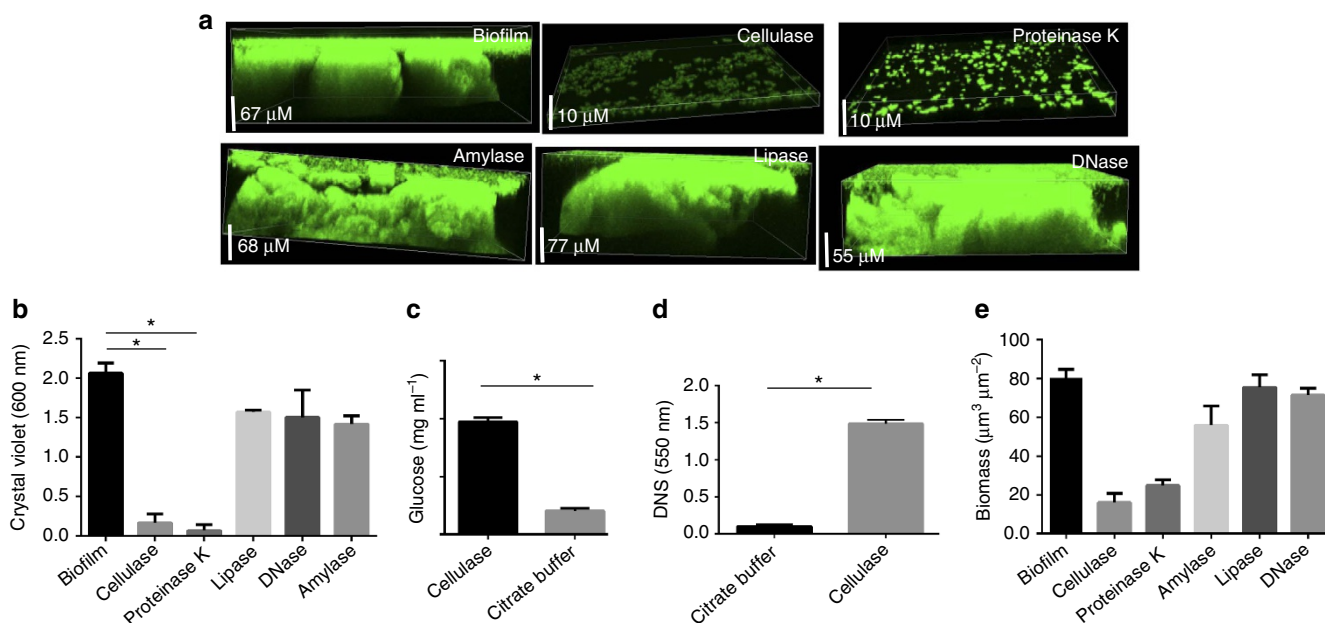 a
Biofilm
67 μM
Cellulase
10 μM
Proteinase K
10 μM
Amylase
68 μM
Lipase
77 μM
DNase
55 μM
b
Crystal violet (600 nm)
2.5
2.0
1.5
1.0
0.5
0.0
*
*
Biofilm
Cellulase
Proteinase K
Lipase
DNase
Amylase
c
Glucose (mg ml⁻¹)
*
Cellulase
Citrate buffer
d
DNS (550 nm)
2.0
1.5
1.0
0.5
0.0
*
Citrate buffer
Cellulase
e
Biomass (μm³ μm⁻²)
100
80
60
40
20
0.0
Biofilm
Cellulase
Proteinase K
Amylase
Lipase
DNase